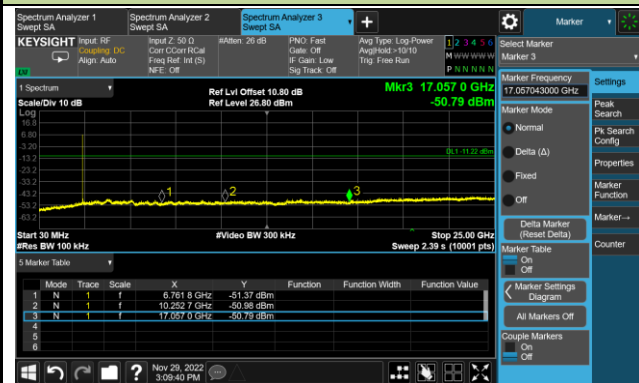 Spectrum Analyzer 1
Swept SA
Spectrum Analyzer 2
Swept SA
Spectrum Analyzer 3
Swept SA
+
Marker
KEYSIGHT
Input: RF
Coupling: DC
Align: Auto
Input Z: 50 Ω
Corr CCorr RCal
Freq Ref: Int (S)
NFE: Off
#Atten: 26 dB
PNO: Fast
Gate: Off
IF Gain: Low
Sig Track: Off
Avg Type: Log-Power
Avg|Hold:>10/10
Trig: Free Run
1 2 3 4 5 6
M W W W W W
P N N N N N
1 Spectrum
Scale/Div 10 dB
Log
Ref Lvl Offset 10.80 dB
Ref Level 26.80 dBm
Mkr3 17.057 0 GHz
-50.79 dBm
16.8
6.80
-3.20
-13.2
-23.2
-33.2
-43.2
-53.2
-63.2
DL1 -11.22 dBm
1
2
3
Start 30 MHz
#Res BW 100 kHz
#Video BW 300 kHz
Stop 25.00 GHz
Sweep 2.39 s (10001 pts)
5 Marker Table
Mode Trace Scale X Y Function Function Width Function Value
1 N 1 f 6.761 8 GHz -51.37 dBm
2 N 1 f 10.252 7 GHz -50.98 dBm
3 N 1 f 17.057 0 GHz -50.79 dBm
4
5
6
Select Marker
Marker 3
Marker Frequency
17.057043000 GHz
Marker Mode
Normal
Delta (Δ)
Fixed
Off
Delta Marker
(Reset Delta)
Marker Table
On
Off
Marker Settings
Diagram
All Markers Off
Couple Markers
On
Off
Settings
Peak
Search
Pk Search
Config
Properties
Marker
Function
Marker→
Counter
?
Nov 29, 2022
3:09:40 PM